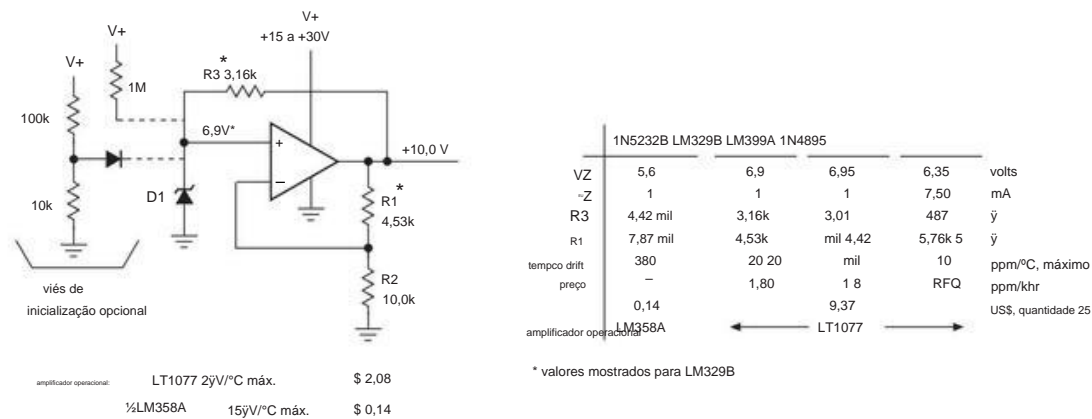 V+
+15 a +30V
V+
V+
*
R3 3,16k
1M
100k
6,9V*
+
−
+10,0 V
*
R1
4,53k
D1
10k
R2
10,0k
viés de
inicialização opcional
amplificador operacional: LT1077 2ÿV/°C máx. $ 2,08
½LM358A 15ÿV/°C máx. $ 0,14
1N5232B LM329B LM399A 1N4895
VZ 5,6 6,9 6,95 6,35 volts
Z 1 1 1 7,50 mA
R3 4,42 mil 3,16k 3,01 487 ÿ
R1 7,87 mil 4,53k mil 4,42 5,76k 5 ÿ
tempco drift 380 20 20 mil 10 ppm/ºC, máximo
preço – 1,80 1 8 RFQ ppm/khr
0,14 9,37 US$, quantidade 25
amplificador operacional LM358A LT1077
* valores mostrados para LM329B